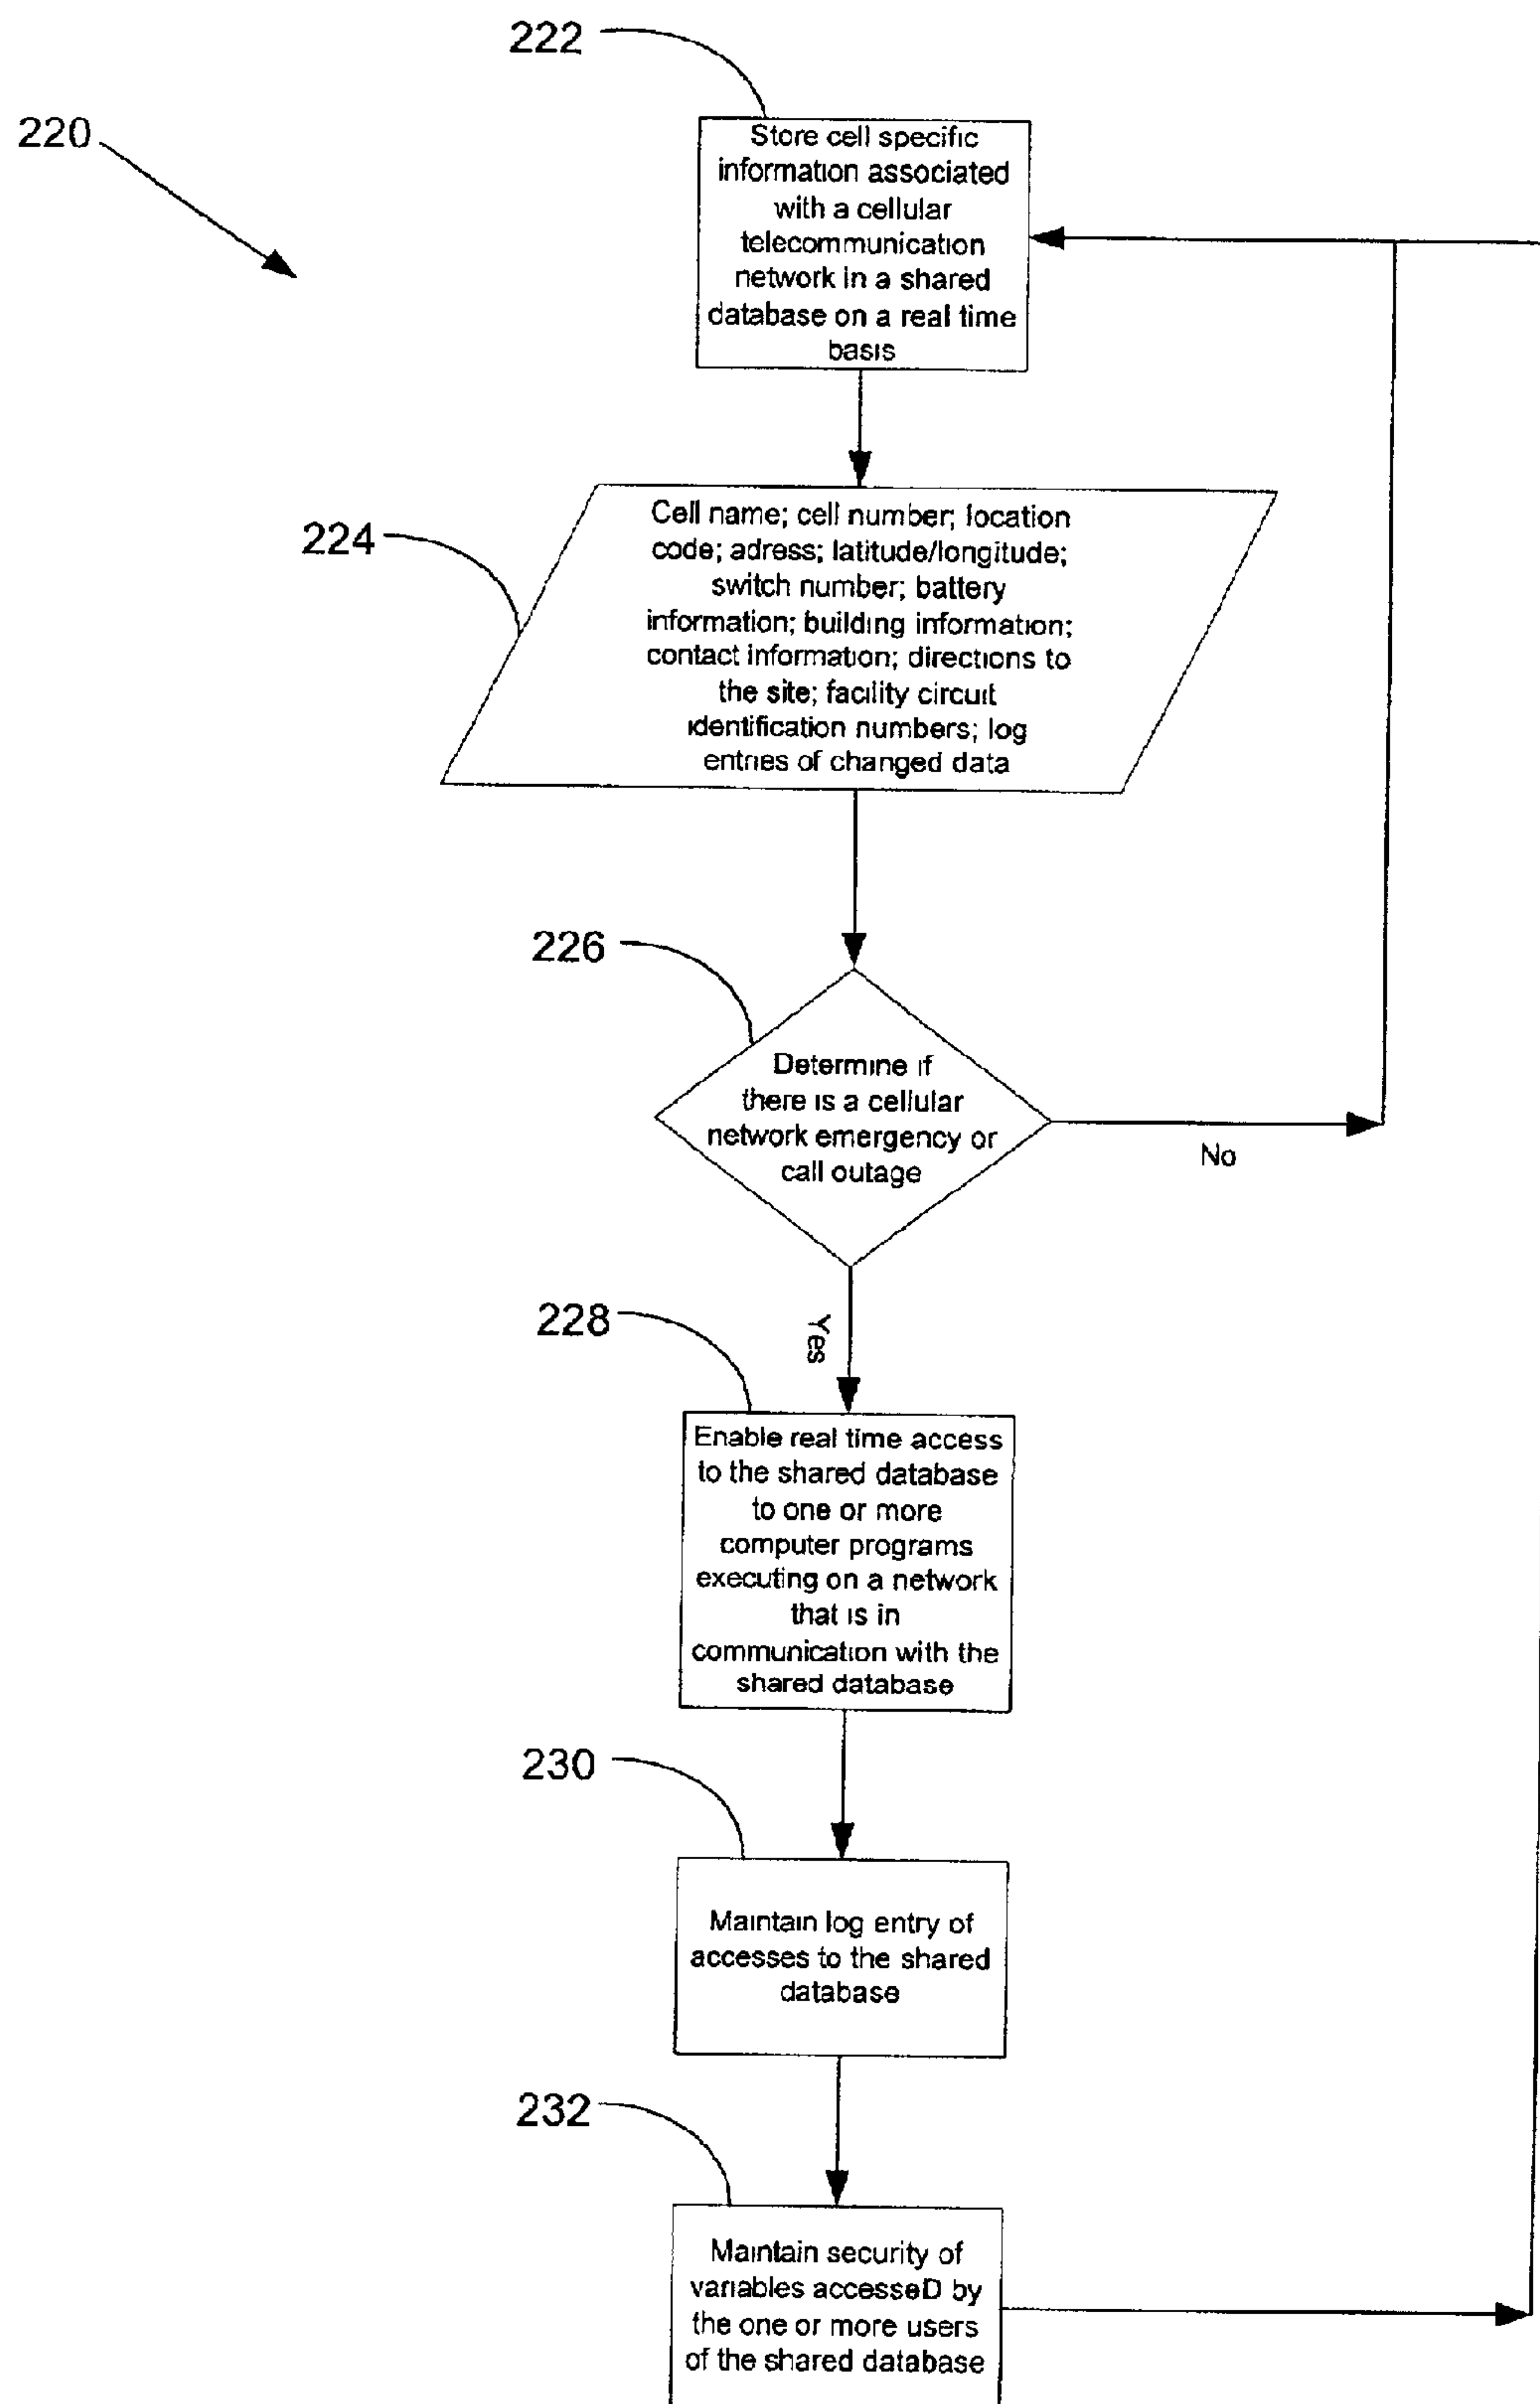 222
220
Store cell specific
information associated
with a cellular
telecommunication
network in a shared
database on a real time
basis
224
Cell name; cell number; location
code; adress; latitude/longitude;
switch number; battery
information; building information;
contact information; directions to
the site; facility circuit
identification numbers; log
entries of changed data
226
Determine if
there is a cellular
network emergency or
call outage
No
Yes
228
Enable real time access
to the shared database
to one or more
computer programs
executing on a network
that is in
communication with the
shared database
230
Maintain log entry of
accesses to the shared
database
232
Maintain security of
variables accesseD by
the one or more users
of the shared database